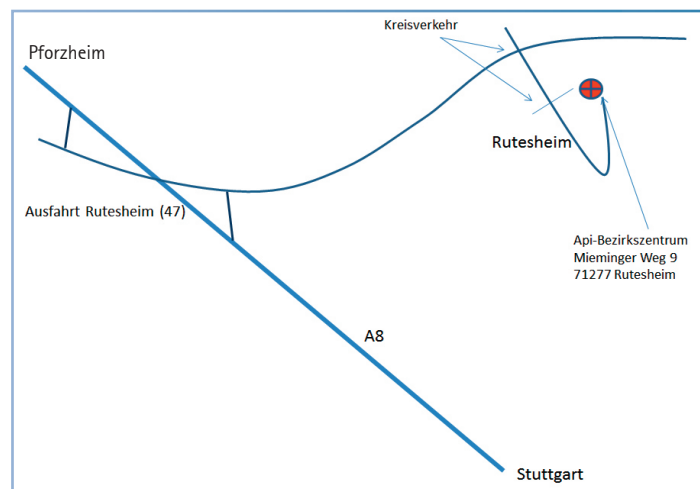 Kreisverkehr
Pforzheim
Rutesheim
Ausfahrt Rutesheim (47)
Api-Bezirkszentrum
Mieminger Weg 9
71277 Rutesheim
A8
Stuttgart